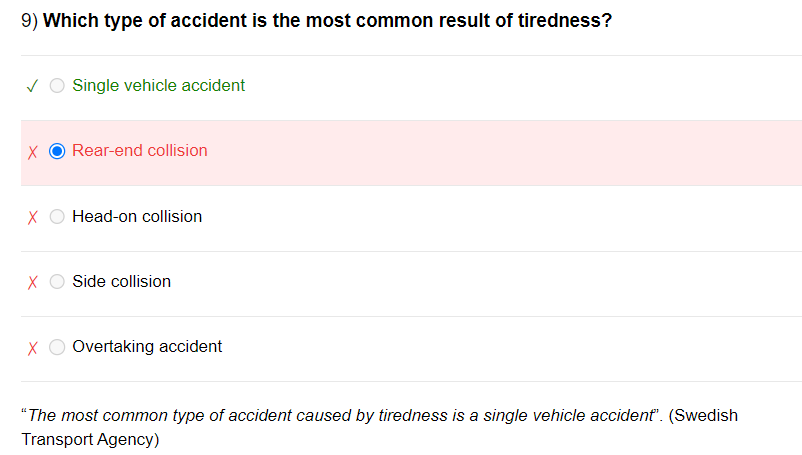 9) Which type of accident is the most common result of tiredness?
✓ Single vehicle accident
X Rear-end collision
X Head-on collision
X Side collision
X Overtaking accident
“The most common type of accident caused by tiredness is a single vehicle accident”. (Swedish
Transport Agency)